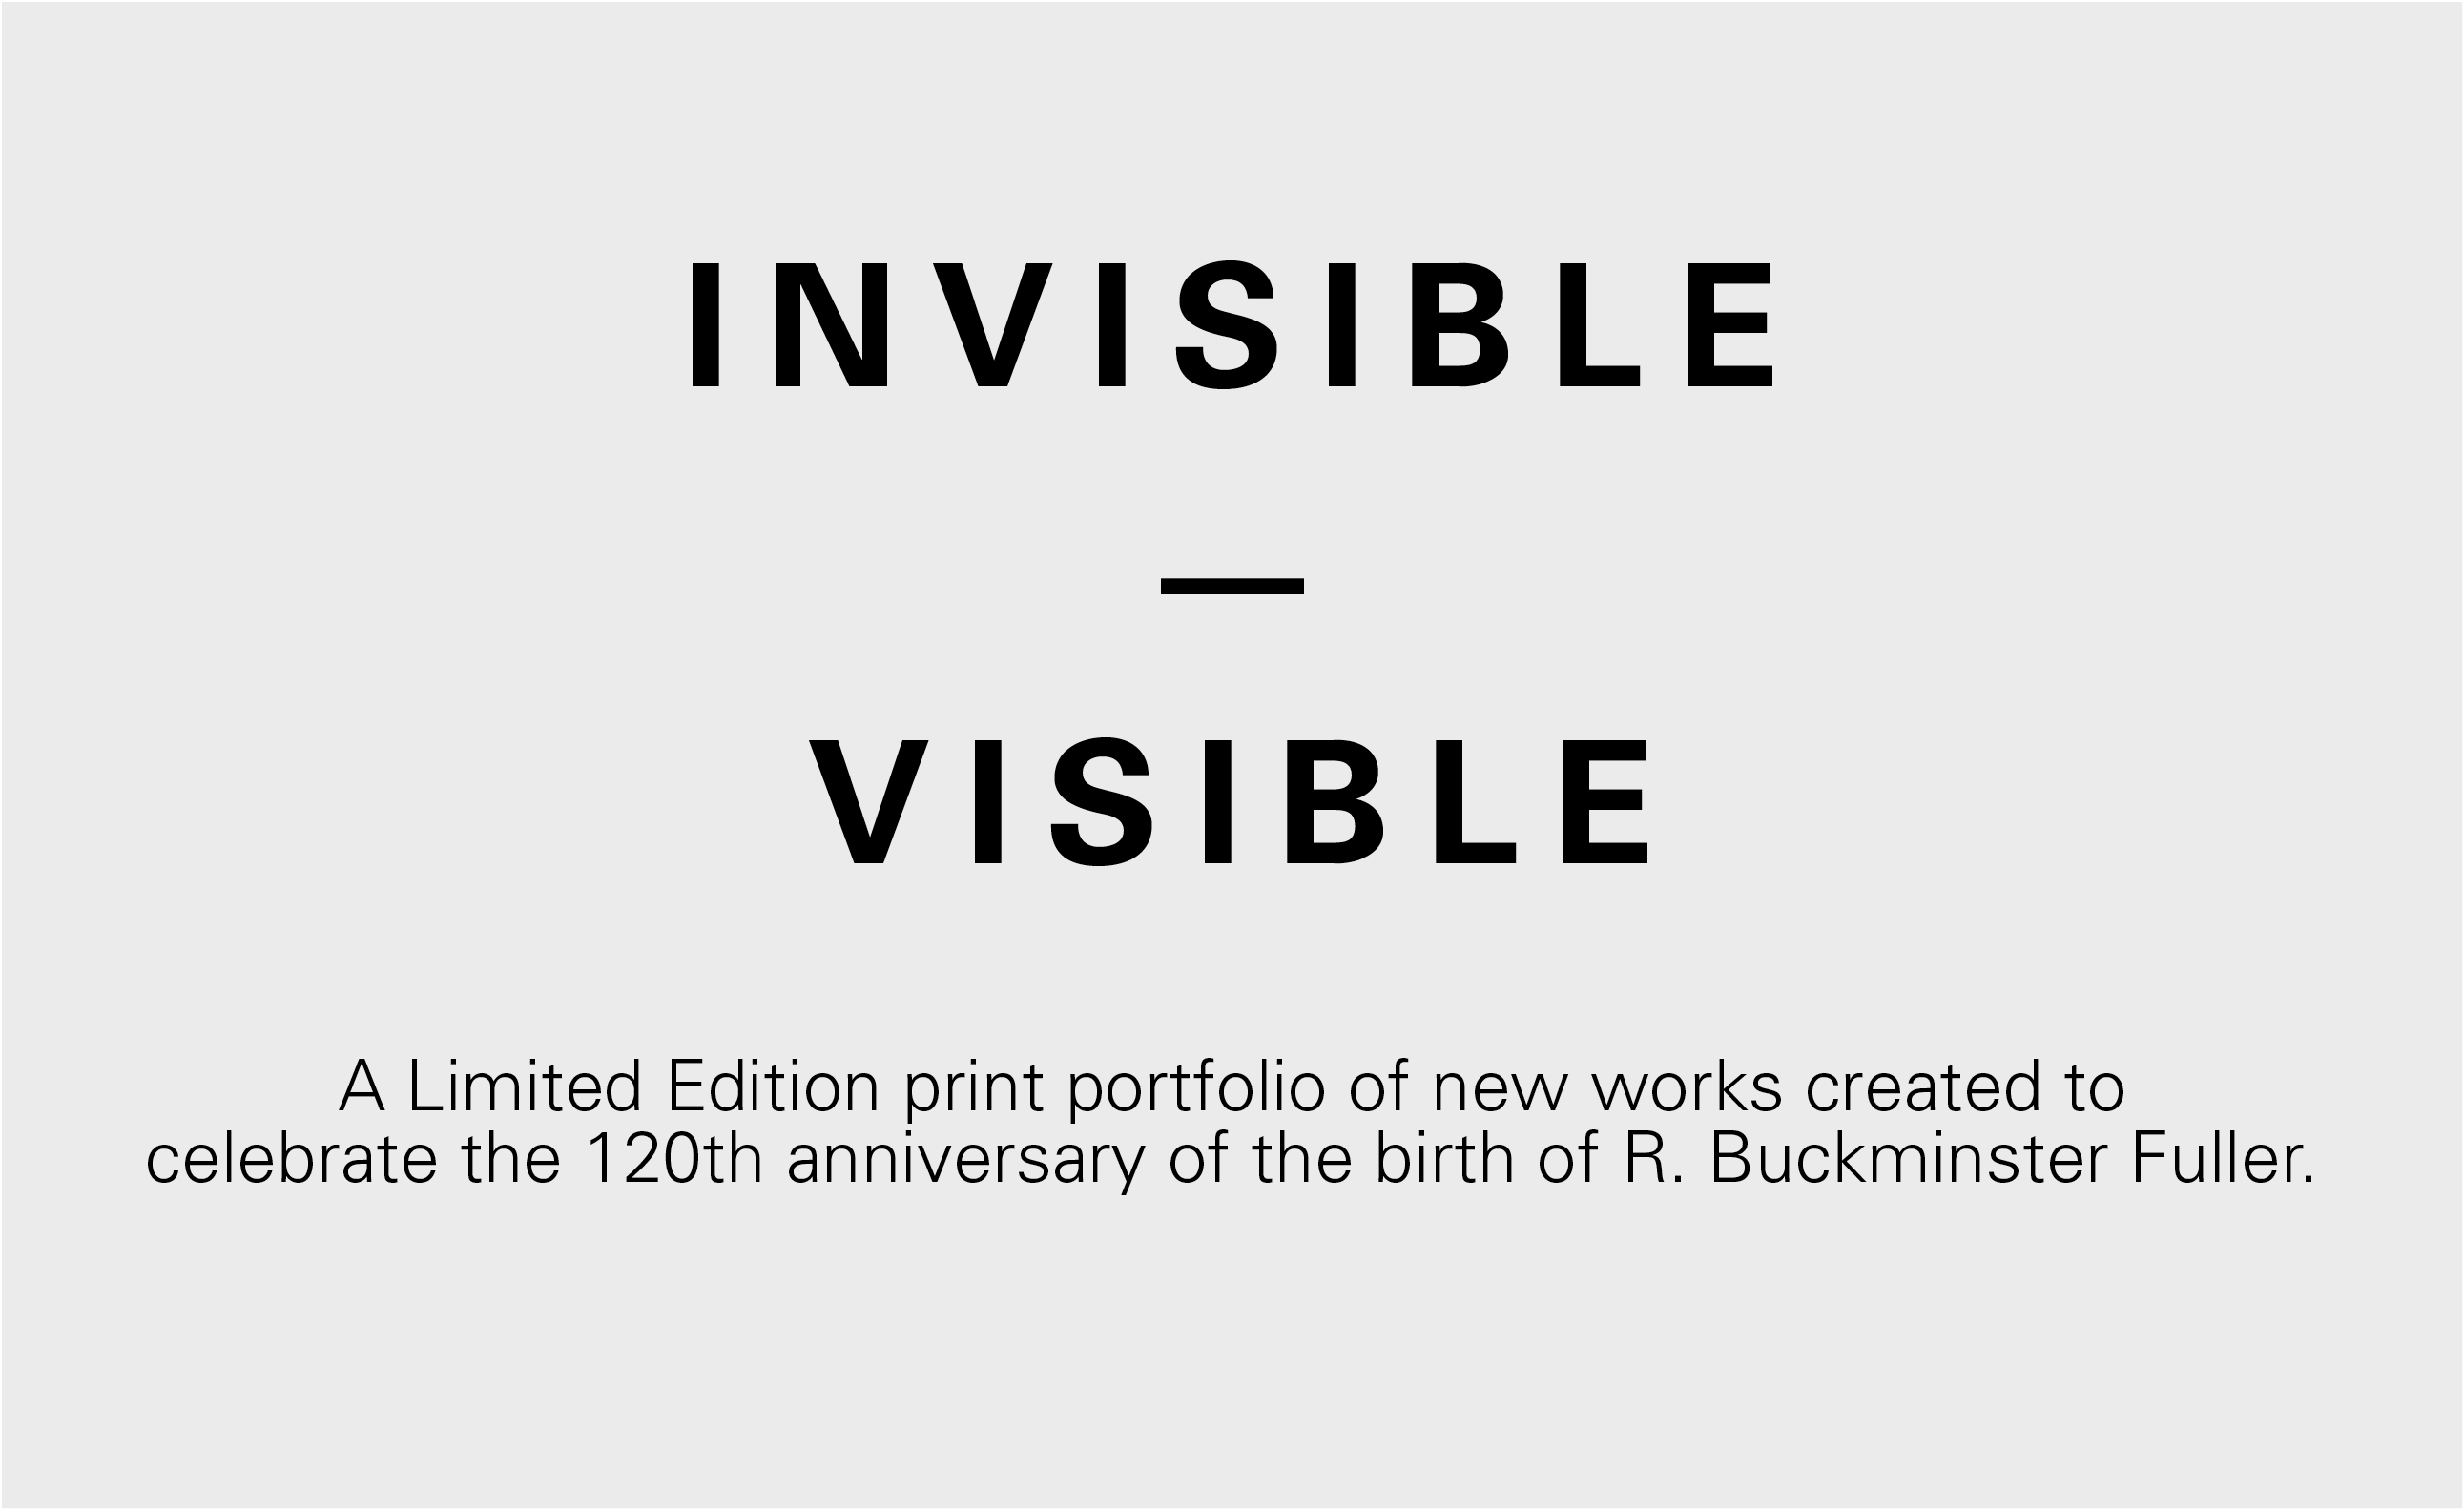 INVISIBLE
—
VISIBLE
A Limited Edition print portfolio of new works created to
celebrate the 120th anniversary of the birth of R. Buckminster Fuller.